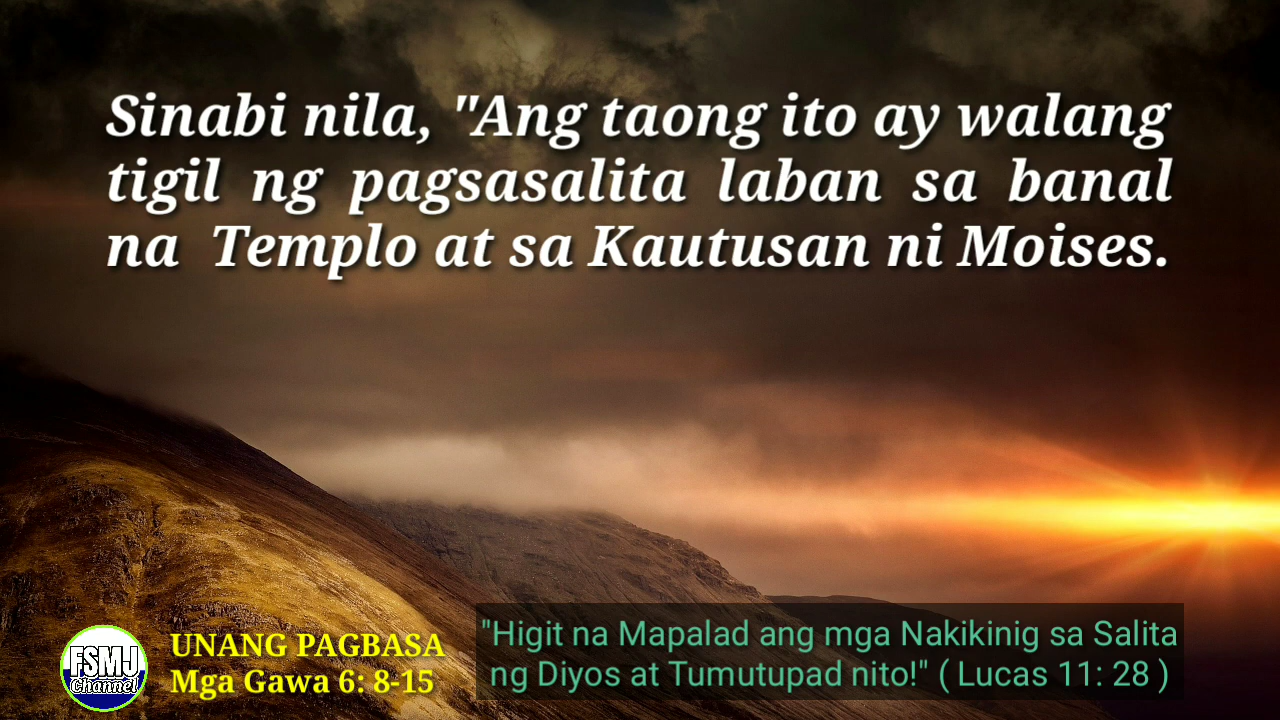 Sinabi nila, "Ang taong ito ay walang
tigil ng pagsasalita laban sa banal
na Templo at sa Kautusan ni Moises.
FSMJ
Channel
UNANG PAGBASA
Mga Gawa 6: 8-15
"Higit na Mapalad ang mga Nakikinig sa Salita
ng Diyos at Tumutupad nito!" ( Lucas 11: 28 )